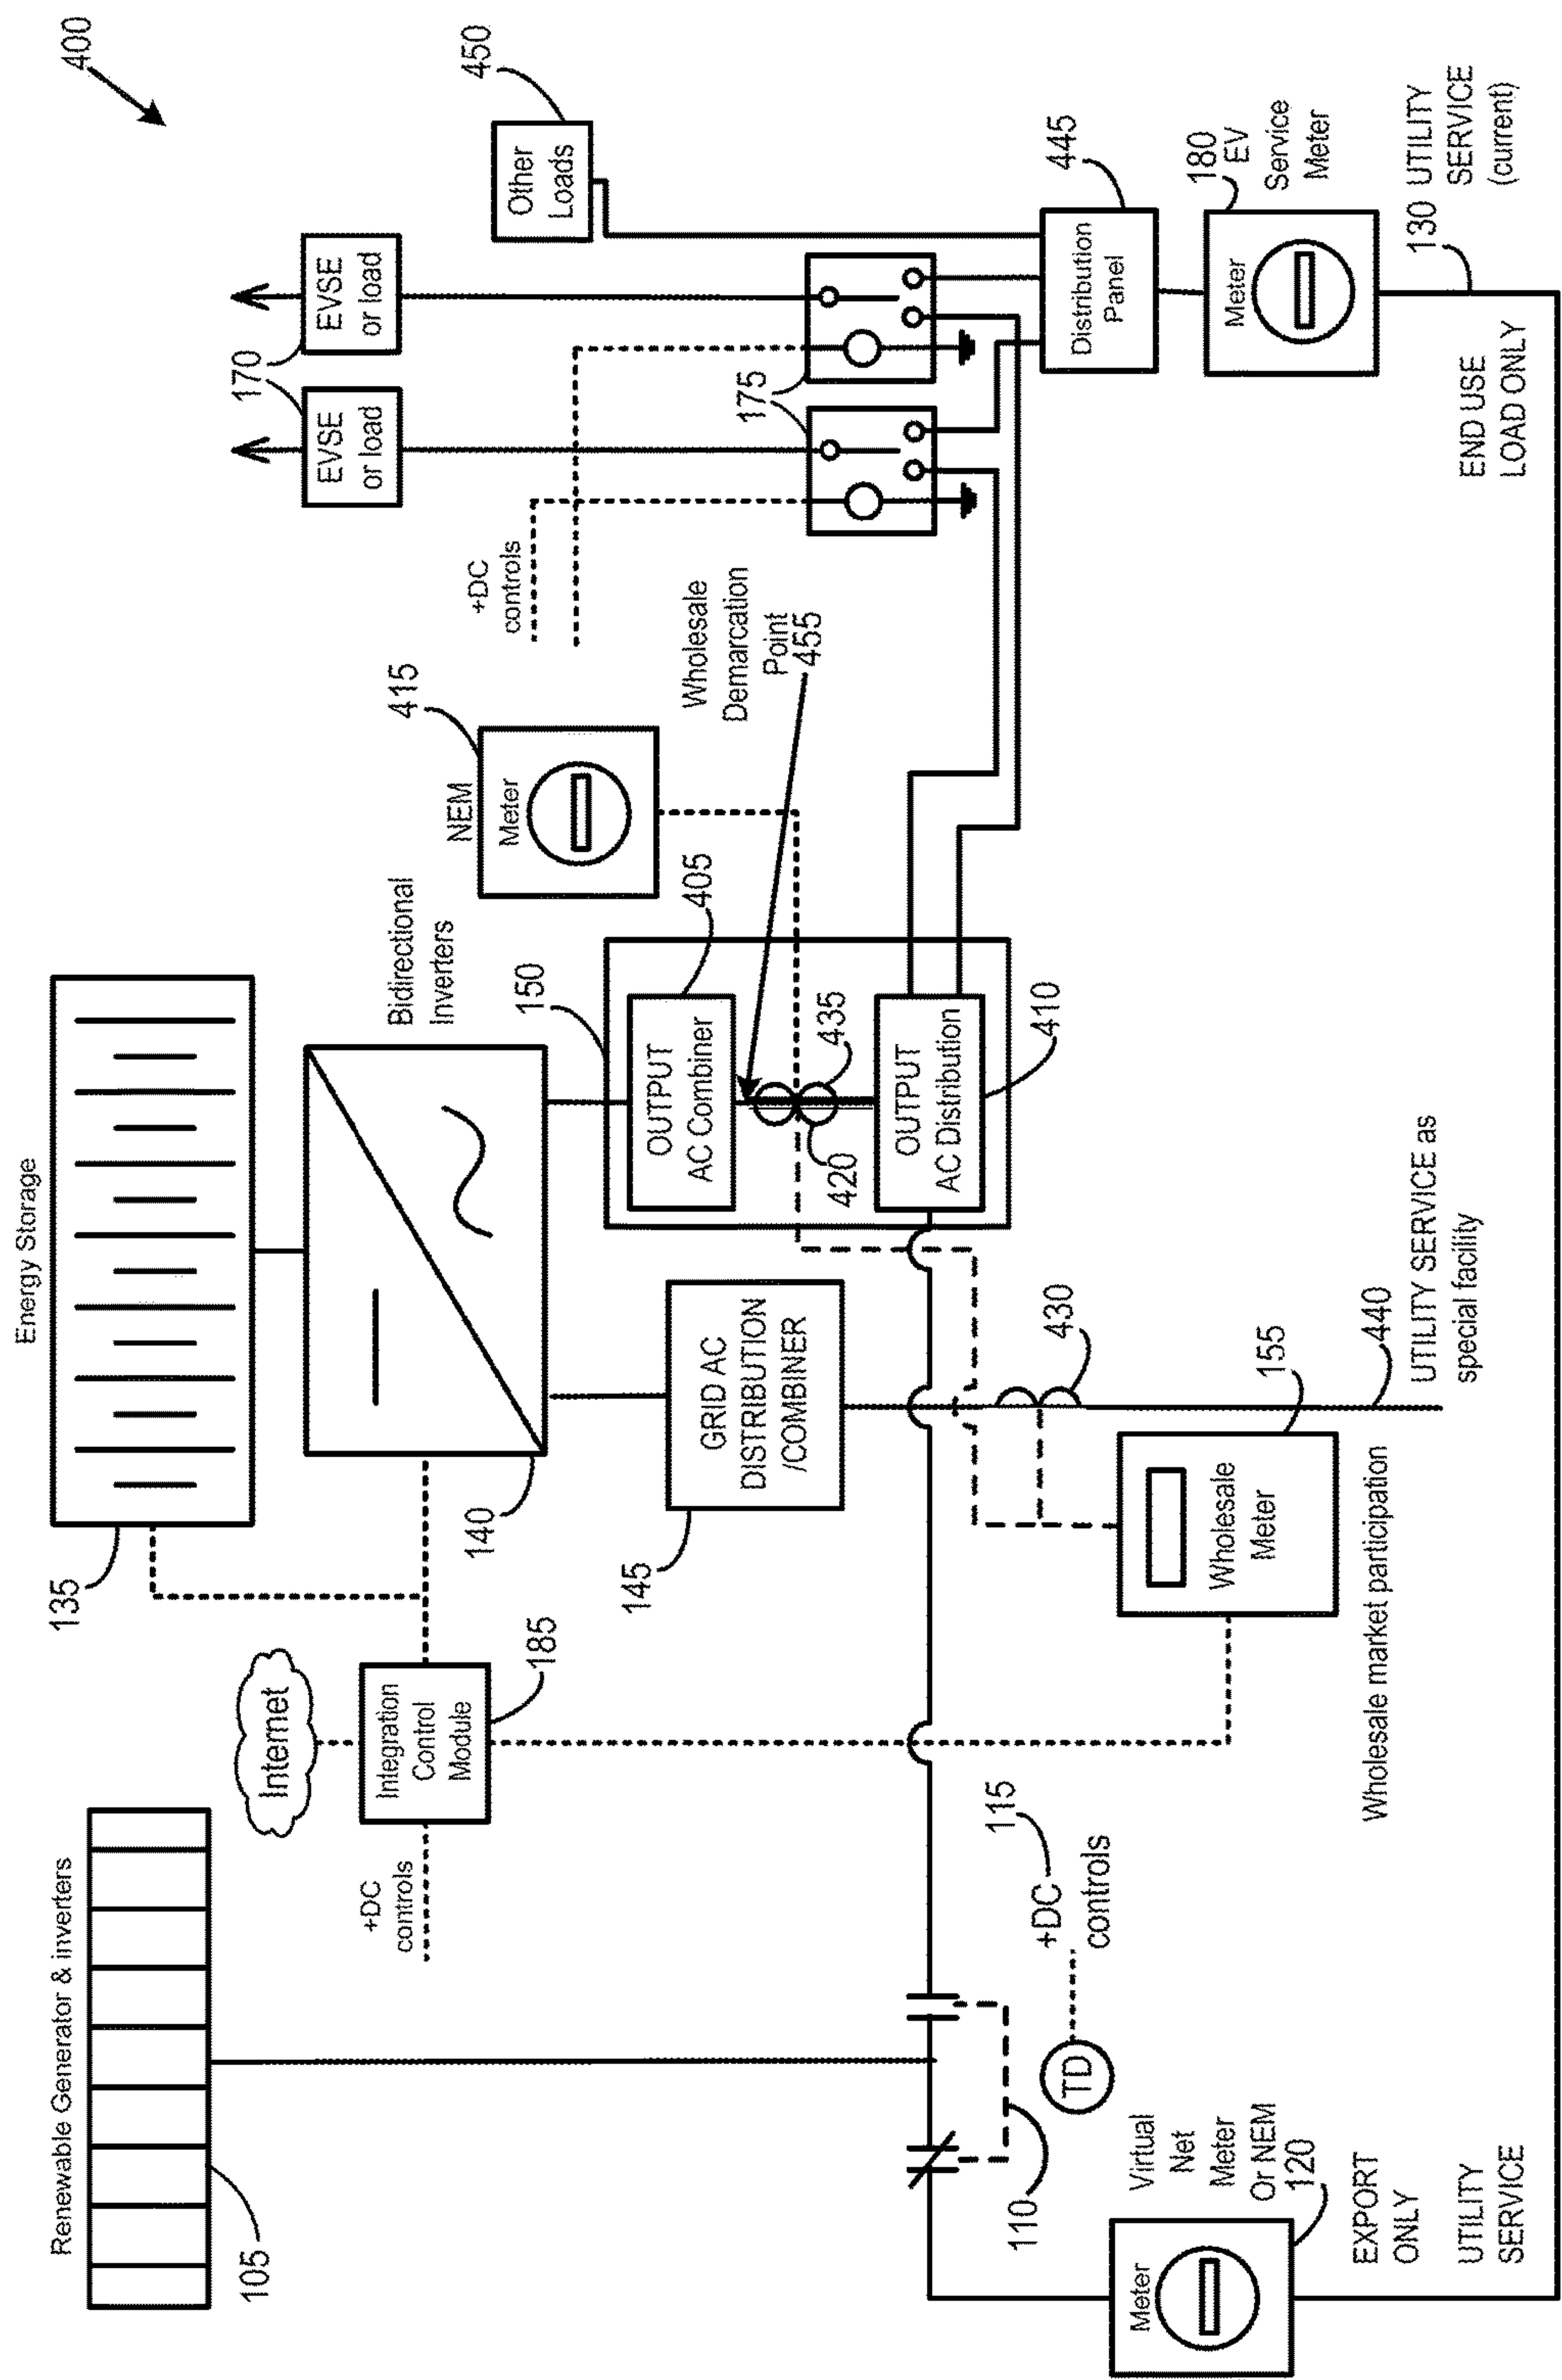 400
Renewable Generator & inverters
105
Energy Storage
135
Internet
+DC
controls
Integration
Control
Module
185
140
Bidirectional
Inverters
NEM
Meter
415
+DC
controls
170
EVSE
or load
EVSE
or load
Other
Loads
450
145
GRID AC
DISTRIBUTION
/COMBINER
150
OUTPUT
AC Combiner
405
420
435
OUTPUT
AC Distribution
410
Wholesale
Demarcation
Point
455
175
Distribution
Panel
445
110
TD
+DC
controls
115
Virtual
Net
Meter
Or NEM
120
Meter
EXPORT
ONLY
UTILITY
SERVICE
Wholesale
Meter
155
Wholesale market participation
430
440
UTILITY SERVICE as
special facility
Meter
180
EV
Service
Meter
130 UTILITY
SERVICE
(current)
END USE
LOAD ONLY